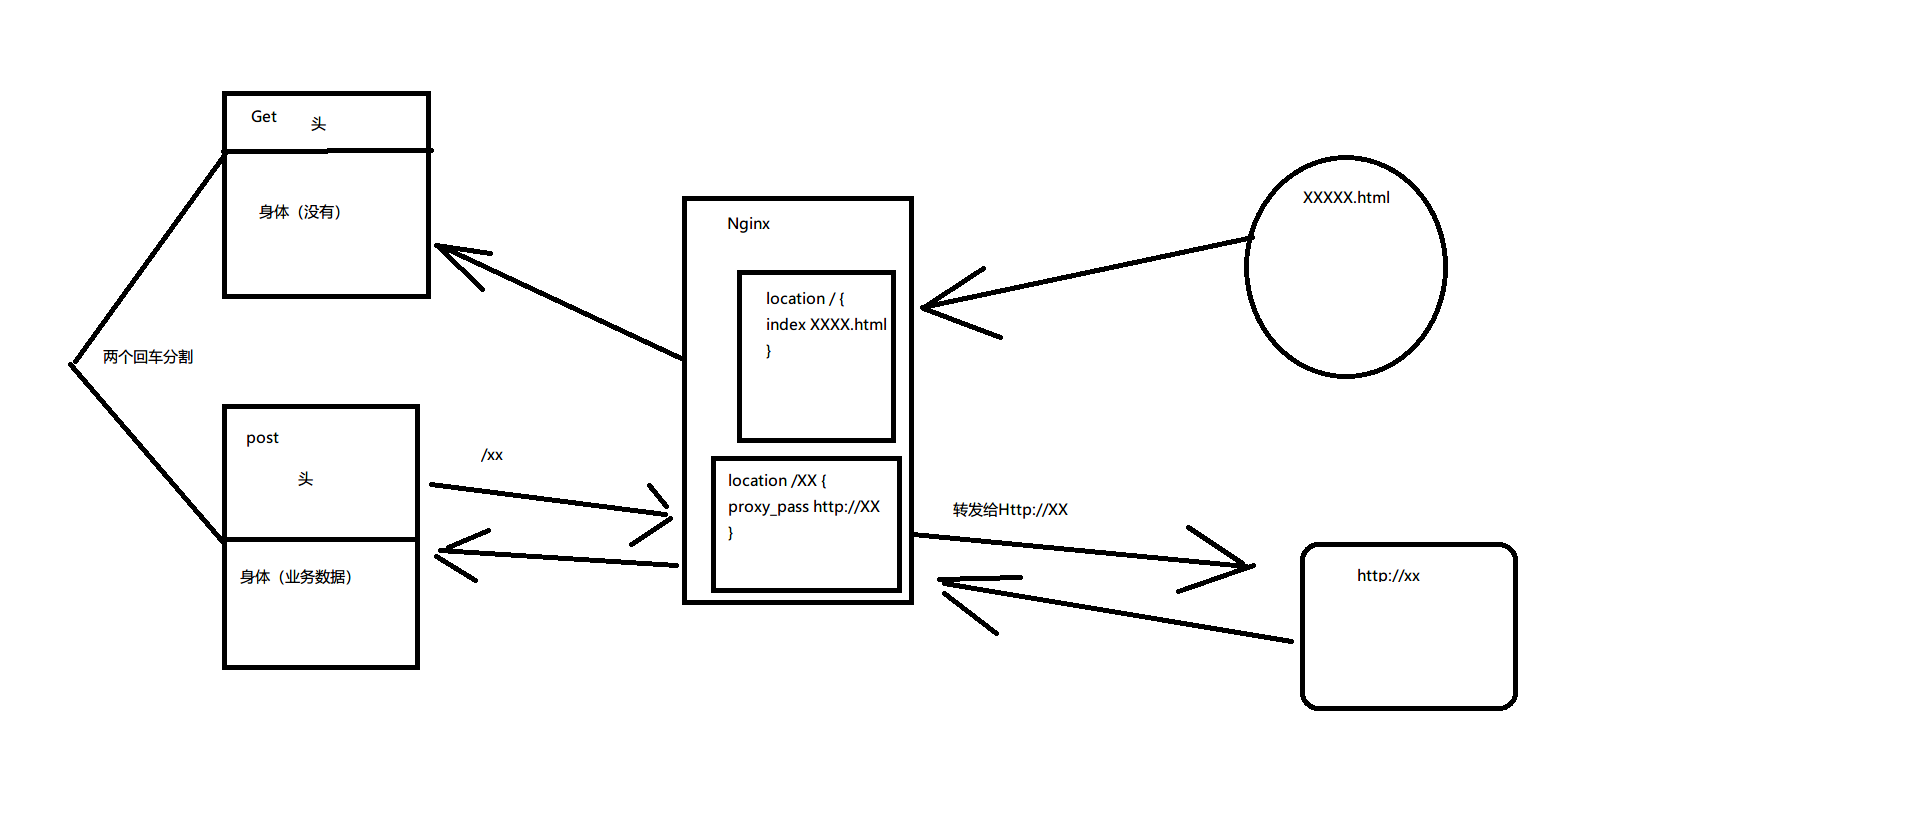 Get
头
身体（没有）
两个回车分割
post
头
身体（业务数据）
/xx
Nginx
location / {
index XXXX.html
}
location /XX {
proxy_pass http://XX
}
转发给Http://XX
XXXXX.html
http://xx